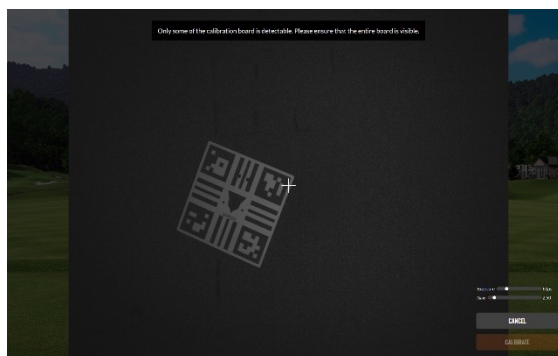 Only some of the calibration board is detectable. Please ensure that the entire board is visible.
CANCEL
CALIBRATE